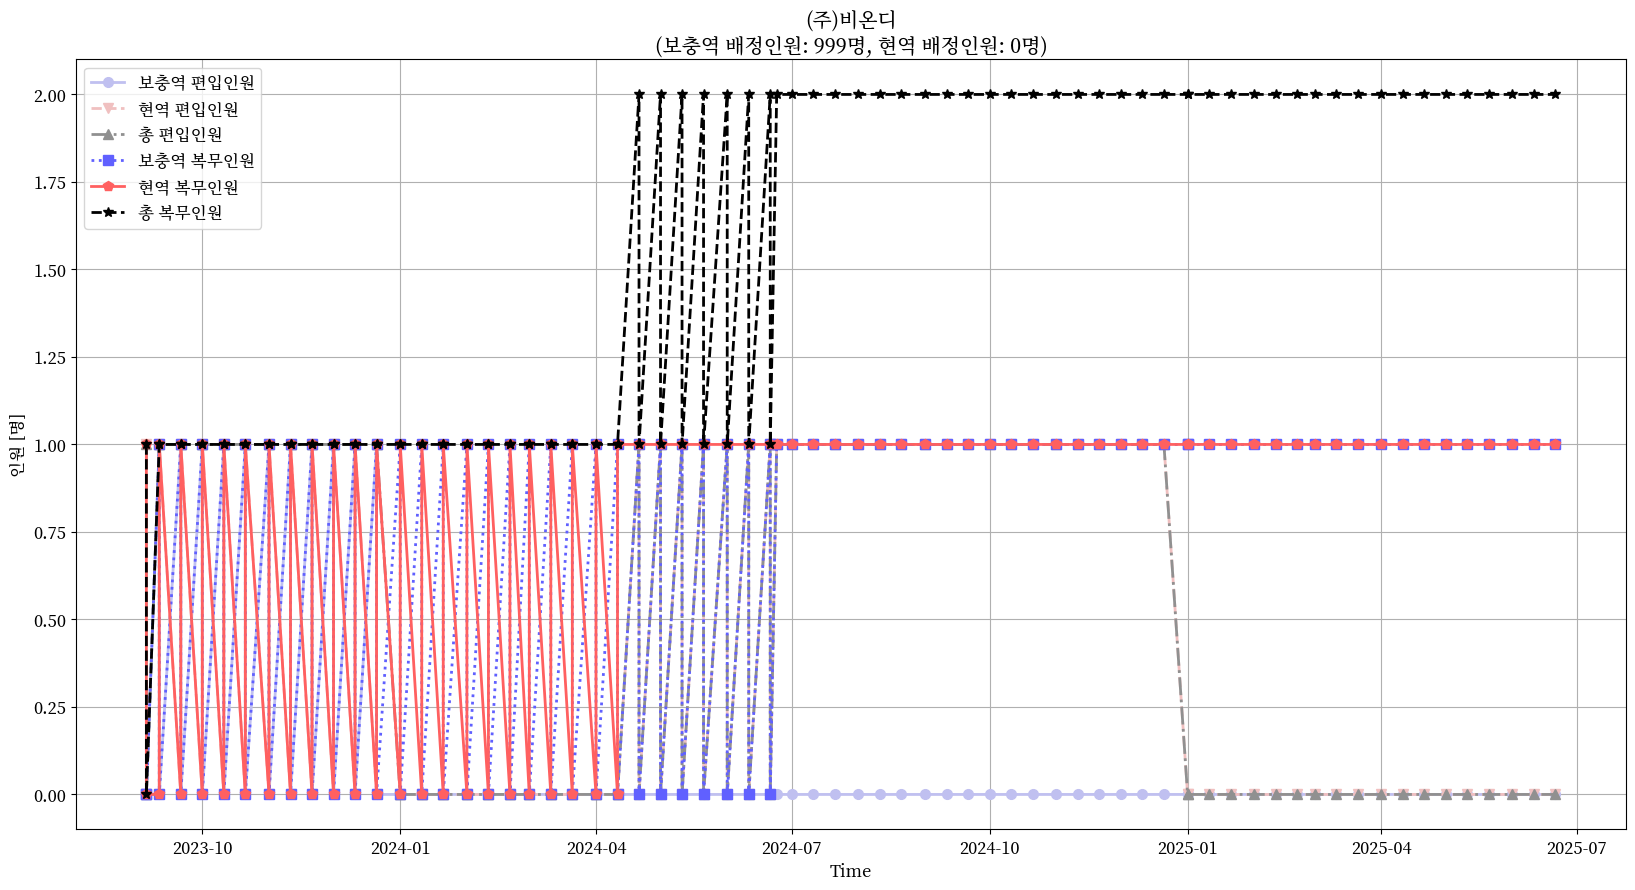 (주)비온디
(보충역 배정인원: 999명, 현역 배정인원: 0명)
보충역 편입인원
현역 편입인원
총 편입인원
보충역 복무인원
현역 복무인원
총 복무인원
2.00
1.75
1.50
1.25
1.00
0.75
0.50
0.25
0.00
인원 [명]
2023-10
2024-01
2024-04
2024-07
2024-10
2025-01
2025-04
2025-07
Time